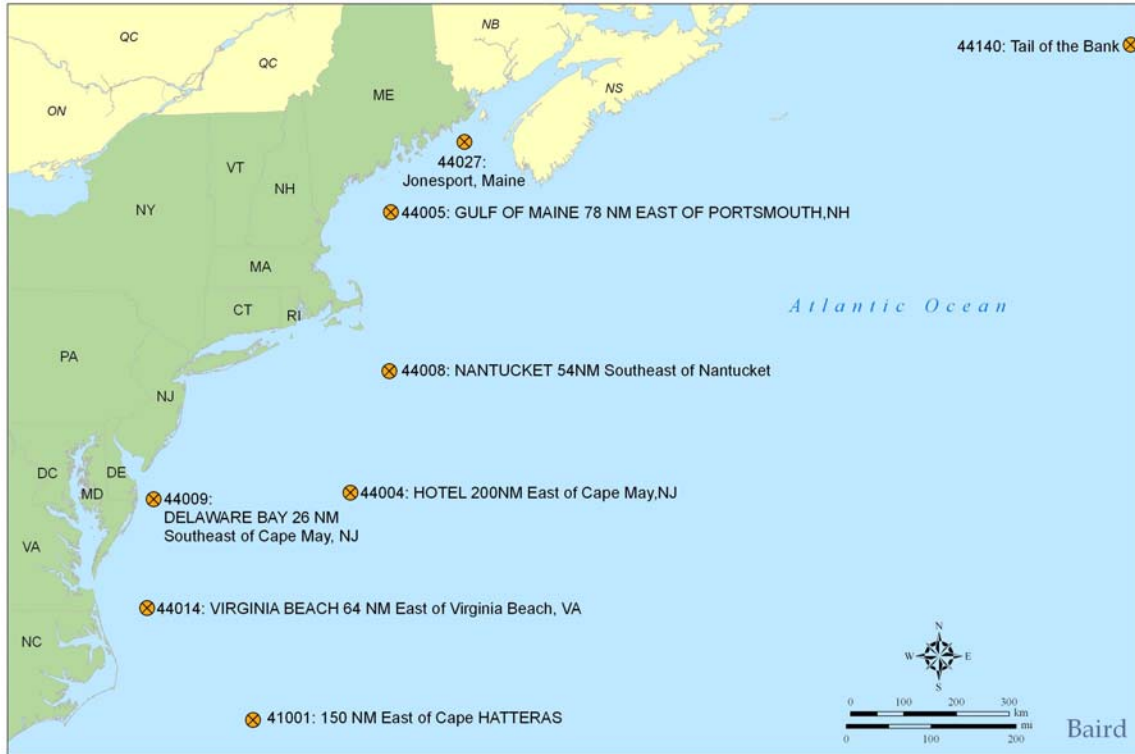 QC
NB
44140: Tail of the Bank
QC
ME
NS
ON
44027:
Jonesport, Maine
VT
NH
NY
44005: GULF OF MAINE 78 NM EAST OF PORTSMOUTH,NH
MA
CT
RI
Atlantic Ocean
PA
44008: NANTUCKET 54NM Southeast of Nantucket
NJ
DC
DE
MD
44004: HOTEL 200NM East of Cape May,NJ
44009:
DELAWARE BAY 26 NM
Southeast of Cape May, NJ
VA
44014: VIRGINIA BEACH 64 NM East of Virginia Beach, VA
NC
N
W E
S
41001: 150 NM East of Cape HATTERAS
0 100 200 300
km
mi
0 100 200
Baird